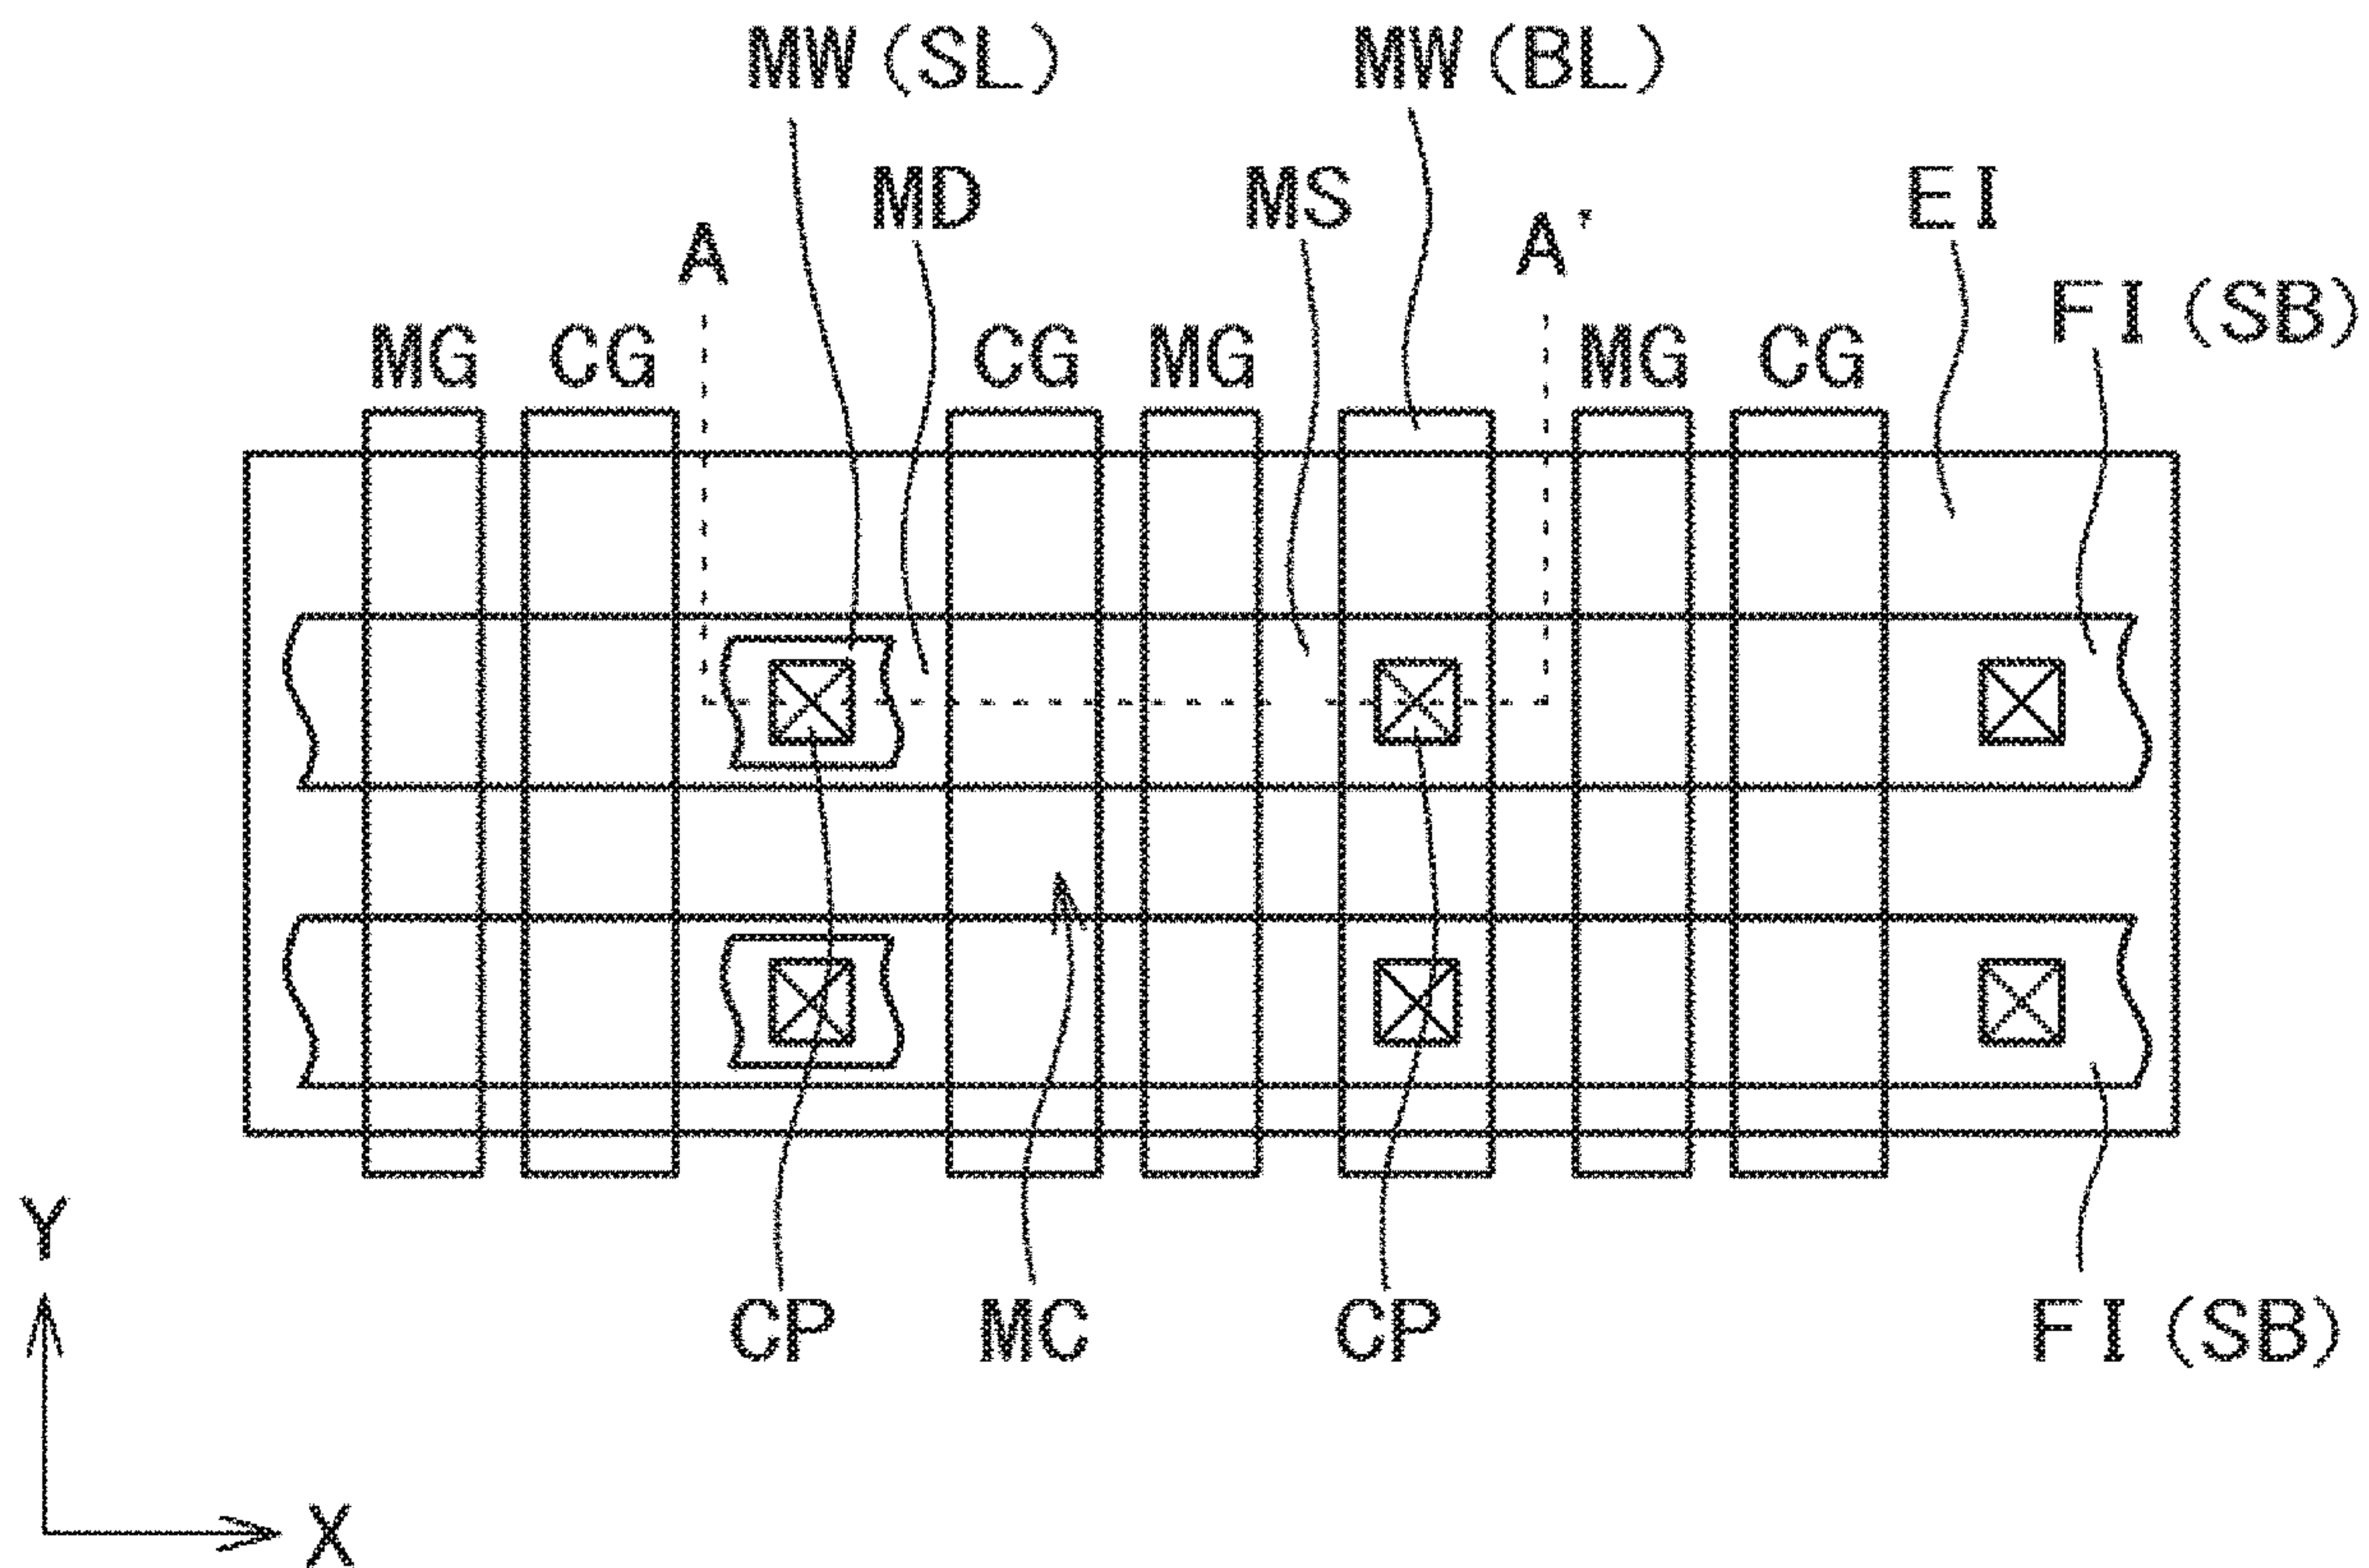 MW(SL) MW(BL)
MD MS EI
A A'
FI(SB)
MG CG CG MG MG CG
CP MC CP FI(SB)
Y
X